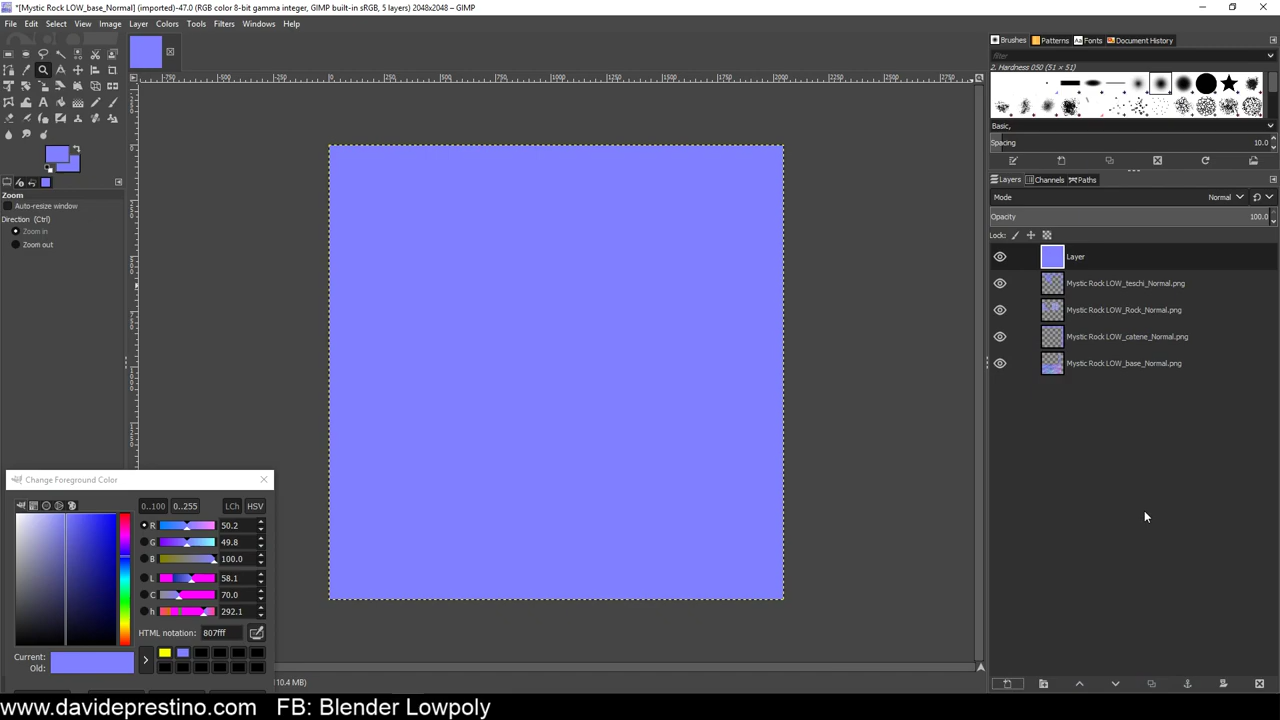 *[Mystic Rock LOW_base_Normal] (imported)-47.0 (RGB color 8-bit gamma integer, GIMP built-in sRGB, 5 layers) 2048x2048 – GIMP
File Edit Select View Image Layer Colors Tools Filters Windows Help
Brushes Patterns Fonts Document History
filter
2. Hardness 050 (51 × 51)
Basic,
Spacing 10.0
Layers Channels Paths
Mode Normal
Opacity 100.0
Lock:
Layer
Mystic Rock LOW_teschi_Normal.png
Mystic Rock LOW_Rock_Normal.png
Mystic Rock LOW_catene_Normal.png
Mystic Rock LOW_base_Normal.png
Zoom
Auto-resize window
Direction (Ctrl)
Zoom in
Zoom out
Change Foreground Color
0..100 0..255 LCh HSV
R 50.2
G 49.8
B 100.0
L 58.1
C 70.0
h 292.1
HTML notation: 807fff
Current:
Old:
10.4 MB)
www.davideprestino.com FB: Blender Lowpoly